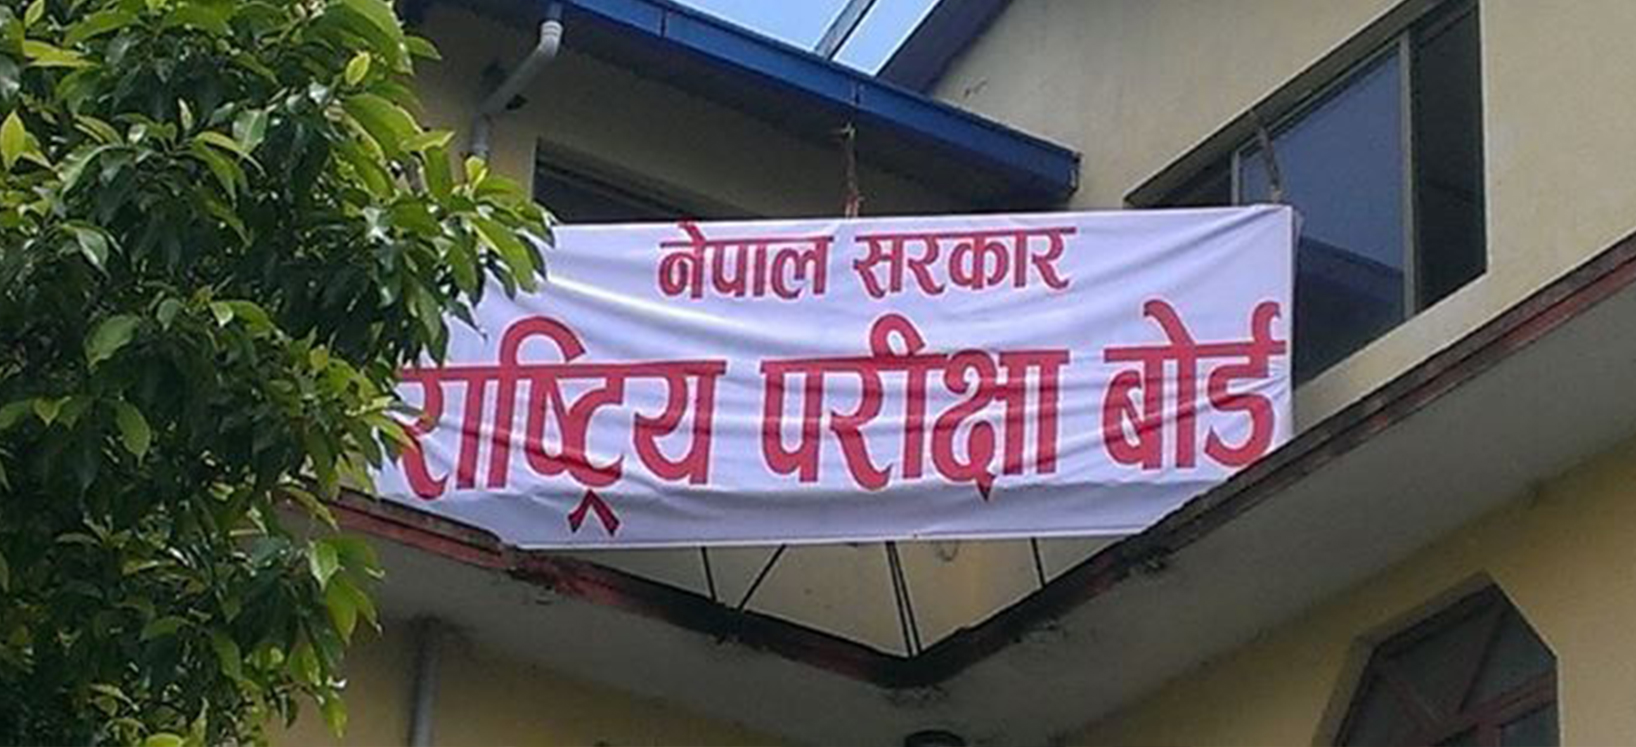 नेपाल सरकार
राष्ट्रिय परीक्षा बोर्ड